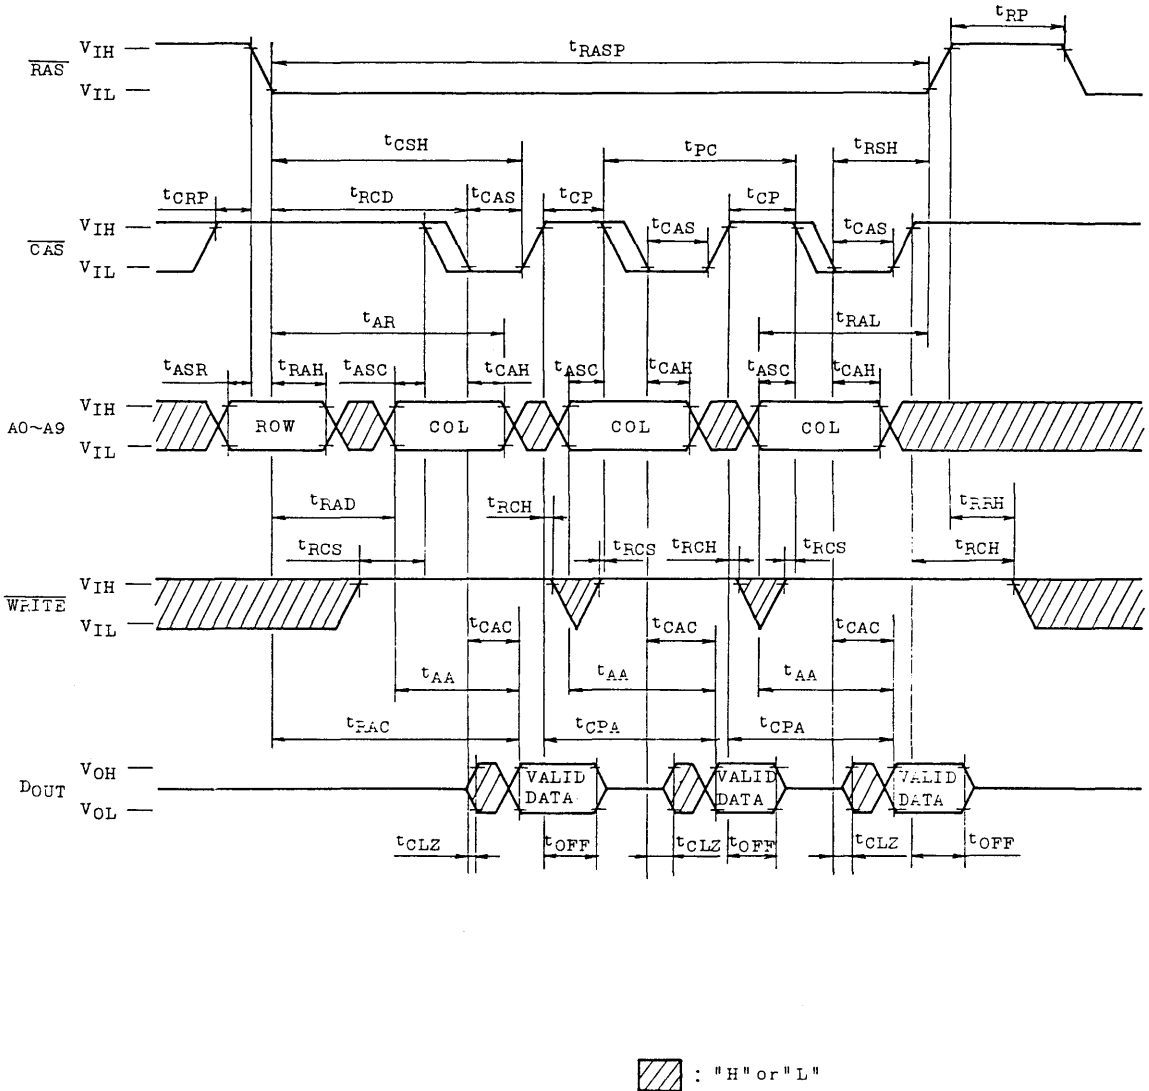 tRP
VIH
tRASP
RAS
VIL
tCSH
tPC
tRSH
tCRP
tRCD
tCAS
tCP
tCP
VIH
tCAS
tCAS
CAS
VIL
tAR
tRAL
tASR
tRAH
tASC
tCAH
tASC
tCAH
tASC
tCAH
VIH
A0~A9
ROW
COL
COL
COL
VIL
tRAD
tRCH
tRRH
tRCS
tRCS
tRCH
tRCS
tRCH
VIH
WRITE
VIL
tCAC
tCAC
tCAC
tAA
tAA
tAA
tRAC
tCPA
tCPA
VOH
DOUT
VALID
DATA
VALID
DATA
VALID
DATA
VOL
tCLZ
tOFF
tCLZ
tOFF
tCLZ
tOFF
: "H" or "L"